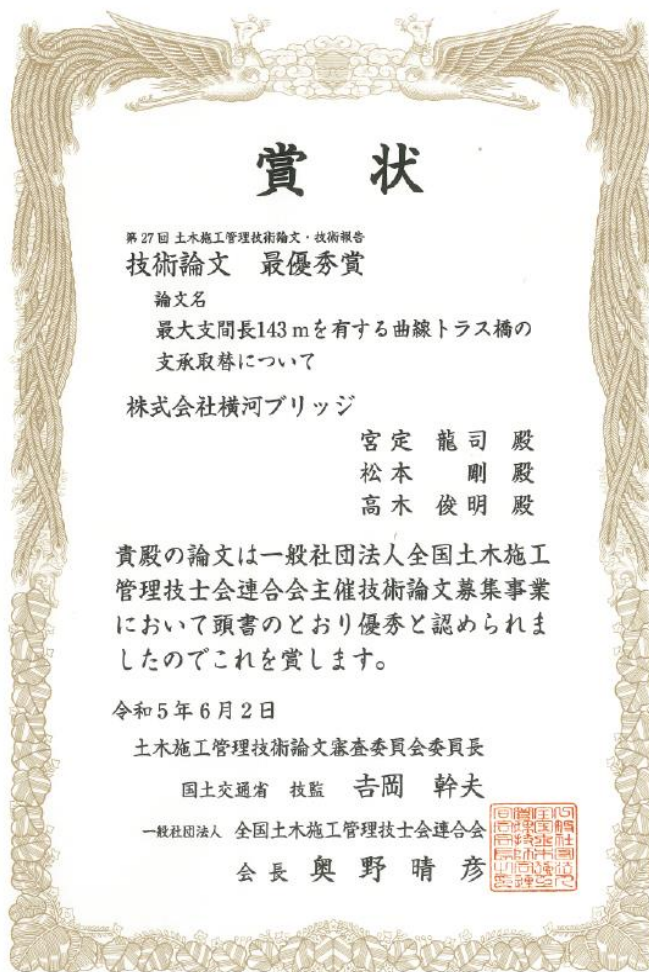 賞状
第27回 土木施工管理技術論文・技術報告
技術論文 最優秀賞
論文名
最大支間長143mを有する曲線トラス橋の
支承取替について
株式会社横河ブリッジ
宮定 龍司 殿
松本 剛 殿
高木 俊明 殿
貴殿の論文は一般社団法人全国土木施工
管理技士会連合会主催技術論文募集事業
において頭書のとおり優秀と認められま
したのでこれを賞します。
令和5年6月2日
土木施工管理技術論文審査委員会委員長
国土交通省 技監 吉岡 幹夫
一般社団法人 全国土木施工管理技士会連合会
会長 奥野晴彦